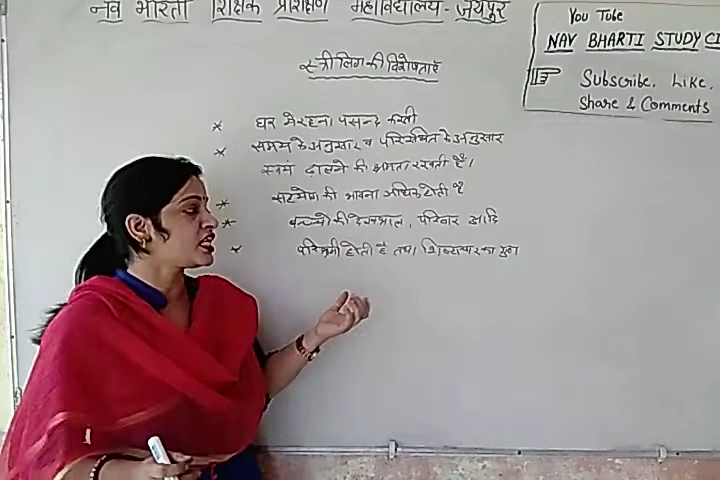 नव भारती शिक्षक प्रशिक्षण महाविद्यालय - जयपुर
You Tube
NAV BHARTI STUDY
Subscribe. Like.
Share & Comments
स्त्री लिंग की विशेषताएँ
* घर मे रहना पसन्द करती
* समय के अनुसार व परिस्थिति के अनुसार
स्वयं ढालने की क्षमता रखती है।
* सहयोग की भावना अधिक होती है
* बच्चो की देखभाल, परिवार आदि
* परिश्रमी होती है तथा शिष्टाचार का गुण